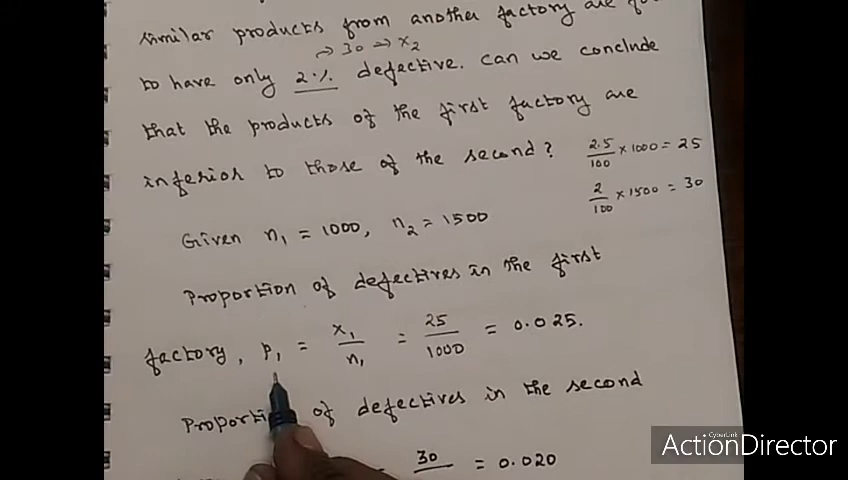 similar products from another factory are
→ 30 → x₂
to have only 2.% defective. can we conclude
that the products of the first factory are
inferior to those of the second?
2.5/100 × 1000 = 25
2/100 × 1500 = 30
Given n₁ = 1000, n₂ = 1500
Proportion of defectives in the first
factory, p₁ = x₁/n₁ = 25/1000 = 0.025.
of defectives in the second
30 = 0.020
CyberLink
ActionDirector